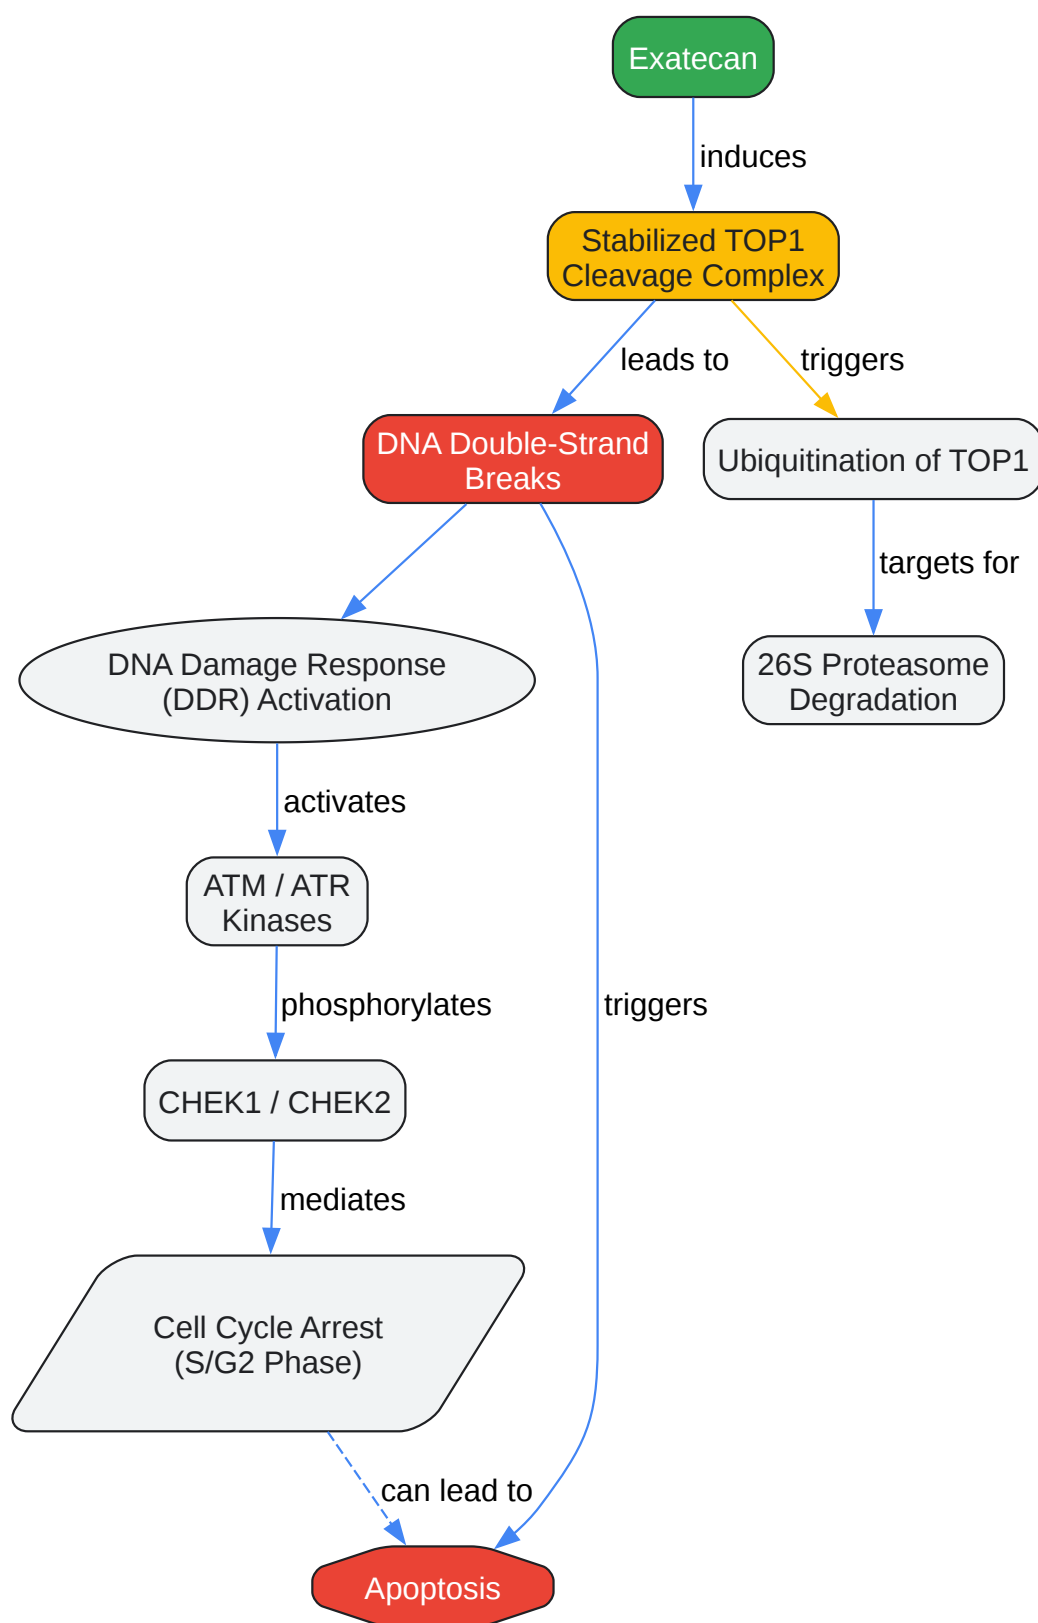 Exatecan
induces
Stabilized TOP1
Cleavage Complex
leads to
triggers
DNA Double-Strand
Breaks
Ubiquitination of TOP1
targets for
DNA Damage Response
(DDR) Activation
26S Proteasome
Degradation
activates
ATM / ATR
Kinases
phosphorylates
triggers
CHEK1 / CHEK2
mediates
Cell Cycle Arrest
(S/G2 Phase)
can lead to
Apoptosis